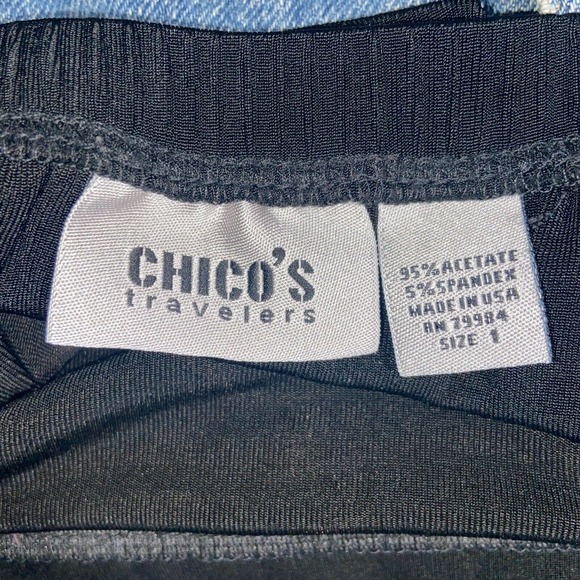 CHICO'S
travelers
95% ACETATE
5% SPANDEX
MADE IN USA
RN 79984
SIZE 1